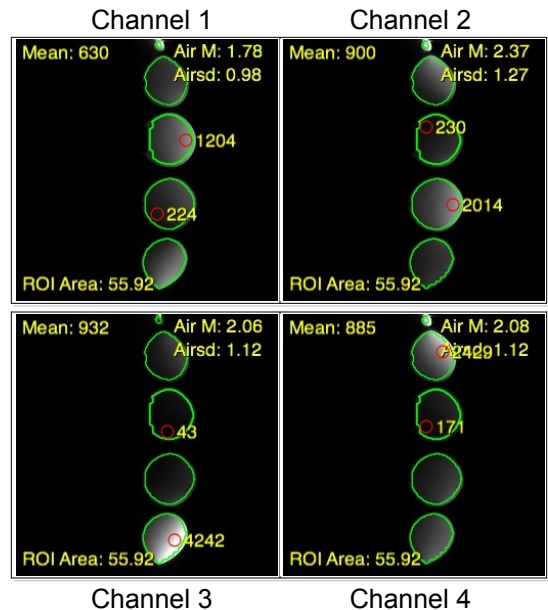 Channel 1
Channel 2
Mean: 630
Air M: 1.78
Airsd: 0.98
1204
224
ROI Area: 55.92
Mean: 900
Air M: 2.37
Airsd: 1.27
230
2014
ROI Area: 55.92
Mean: 932
Air M: 2.06
Airsd: 1.12
43
4242
ROI Area: 55.92
Mean: 885
Air M: 2.08
Airsd: 1.12
2429
171
ROI Area: 55.92
Channel 3
Channel 4